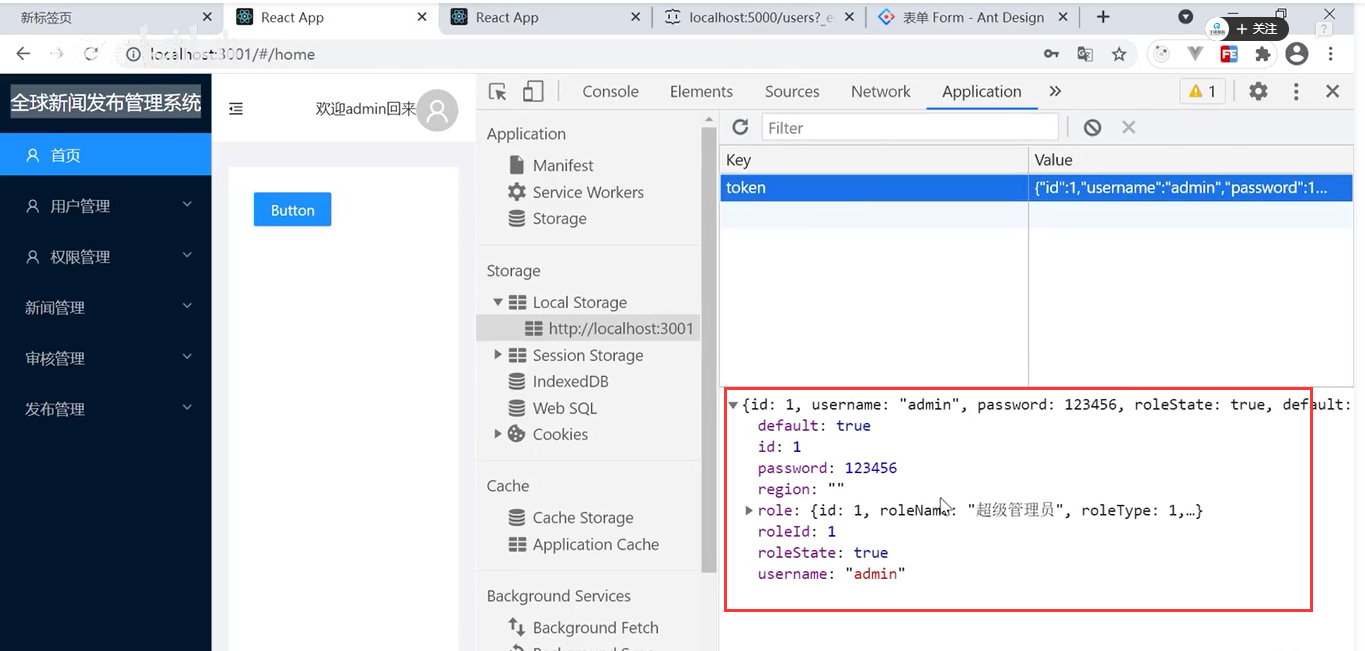 新标签页
React App
React App
localhost:5000/users?_e
表单 Form - Ant Design
关注
localhost:3001/#/home
全球新闻发布管理系统
首页
用户管理
权限管理
新闻管理
审核管理
发布管理
欢迎admin回来
Button
Console
Elements
Sources
Network
Application
1
Application
Manifest
Service Workers
Storage
Storage
Local Storage
http://localhost:3001
Session Storage
IndexedDB
Web SQL
Cookies
Cache
Cache Storage
Application Cache
Background Services
Background Fetch
Filter
Key Value
token {"id":1,"username":"admin","password":1...
{id: 1, username: "admin", password: 123456, roleState: true, default:
default: true
id: 1
password: 123456
region: ""
role: {id: 1, roleName: "超级管理员", roleType: 1,…}
roleId: 1
roleState: true
username: "admin"